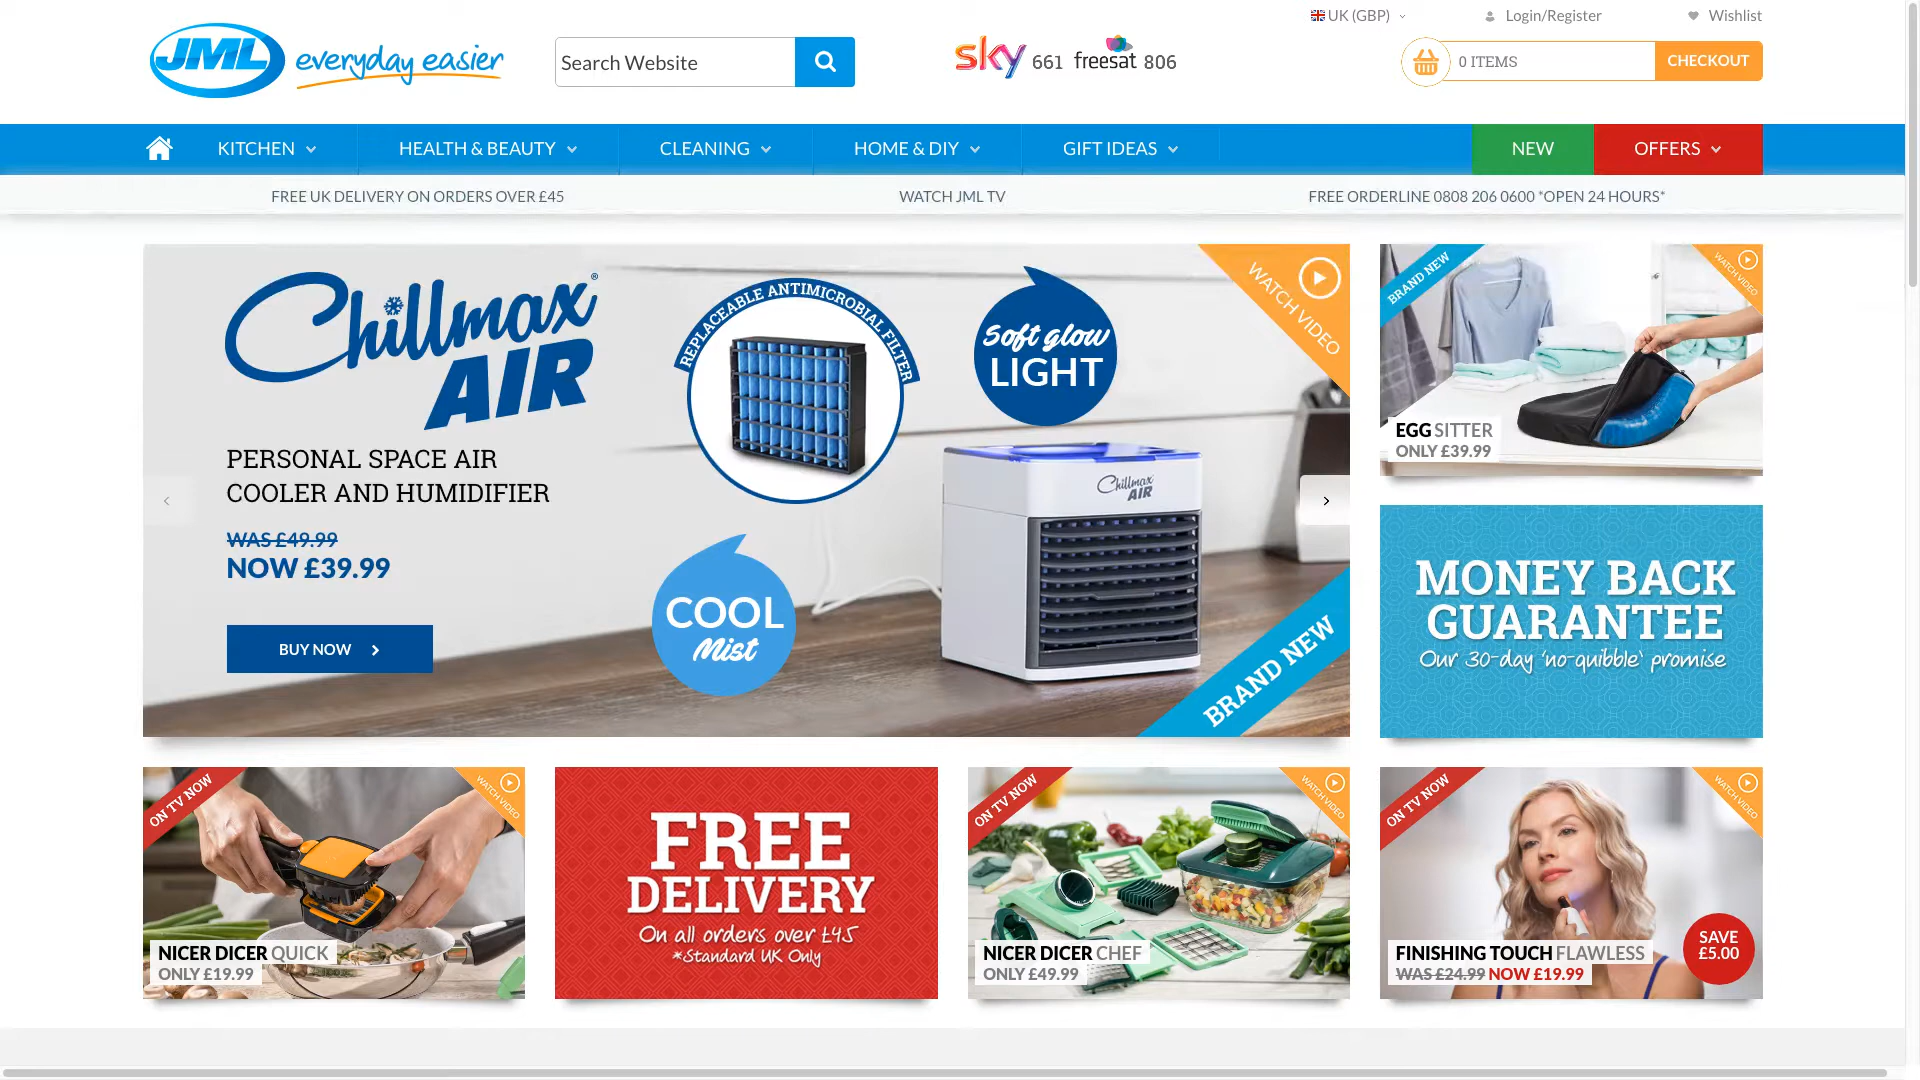 UK (GBP)
Login/Register
Wishlist
JML everyday easier
Search Website
sky 661 freesat 806
0 ITEMS
CHECKOUT
KITCHEN
HEALTH & BEAUTY
CLEANING
HOME & DIY
GIFT IDEAS
NEW
OFFERS
FREE UK DELIVERY ON ORDERS OVER £45
WATCH JML TV
FREE ORDERLINE 0808 206 0600 *OPEN 24 HOURS*
Chillmax®
AIR
PERSONAL SPACE AIR
COOLER AND HUMIDIFIER
WAS £49.99
NOW £39.99
BUY NOW
REPLACEABLE ANTIMICROBIAL FILTER
Soft glow
LIGHT
COOL
Mist
Chillmax
AIR
WATCH VIDEO
BRAND NEW
BRAND NEW
WATCH VIDEO
EGG SITTER
ONLY £39.99
MONEY BACK
GUARANTEE
Our 30-day 'no-quibble' promise
ON TV NOW
WATCH VIDEO
NICER DICER QUICK
ONLY £19.99
FREE
DELIVERY
On all orders over £45
*Standard UK Only
ON TV NOW
WATCH VIDEO
NICER DICER CHEF
ONLY £49.99
ON TV NOW
WATCH VIDEO
FINISHING TOUCH FLAWLESS
WAS £24.99 NOW £19.99
SAVE
£5.00